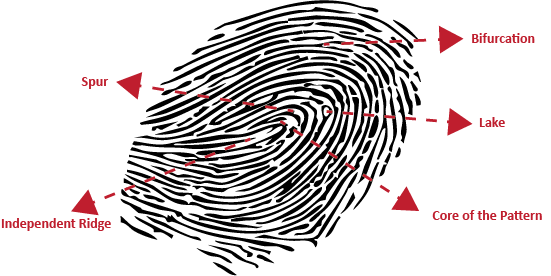 Bifurcation
Spur
Lake
Core of the Pattern
Independent Ridge